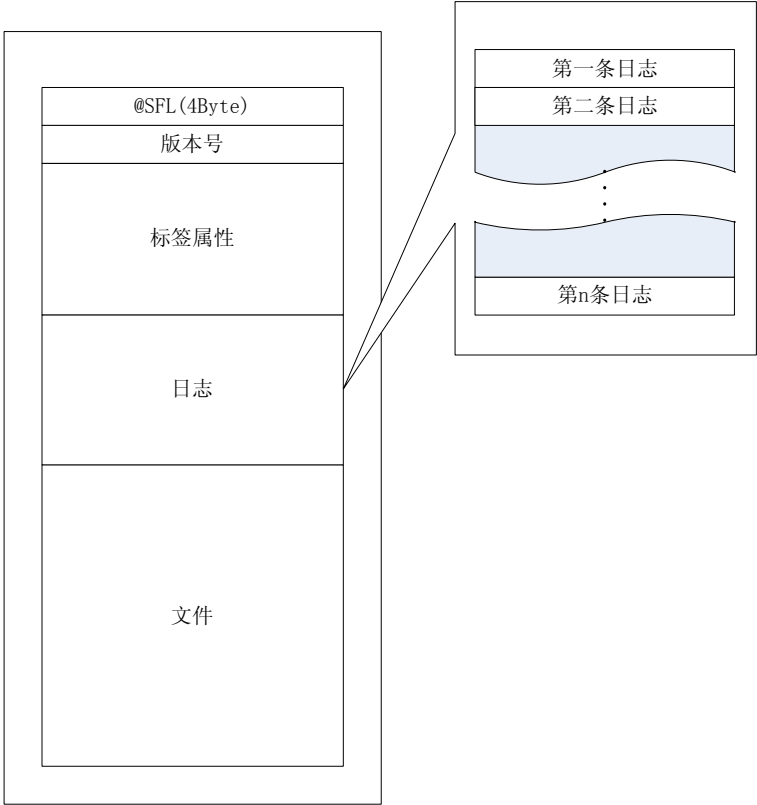 @SFL(4Byte)
版本号
标签属性
日志
文件
第一条日志
第二条日志
第n条日志